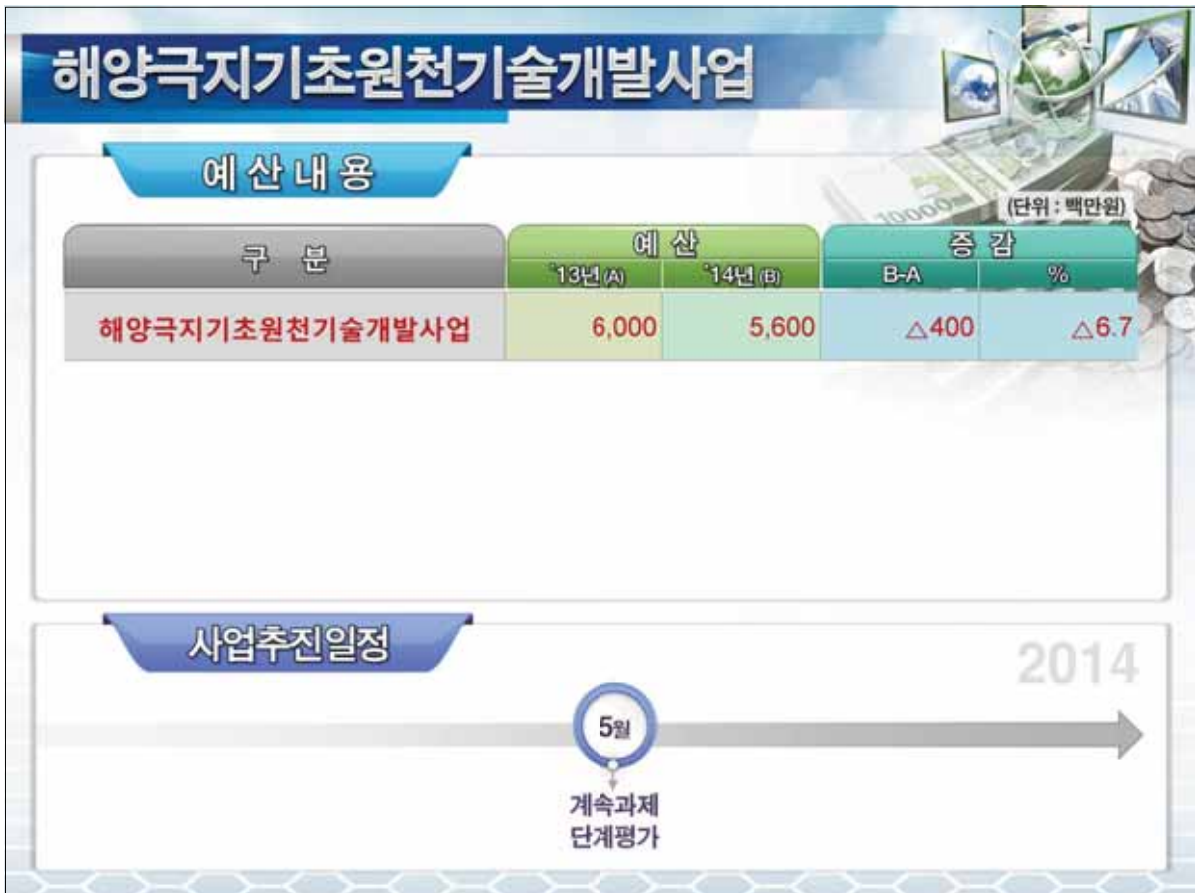 해양극지기초원천기술개발사업
예 산 내 용
(단위 : 백만원)
구 분
예 산
증 감
'13년 (A)
'14년 (B)
B-A
%
해양극지기초원천기술개발사업
6,000
5,600
△400
△6.7
사업추진일정
2014
5월
계속과제
단계평가
10000